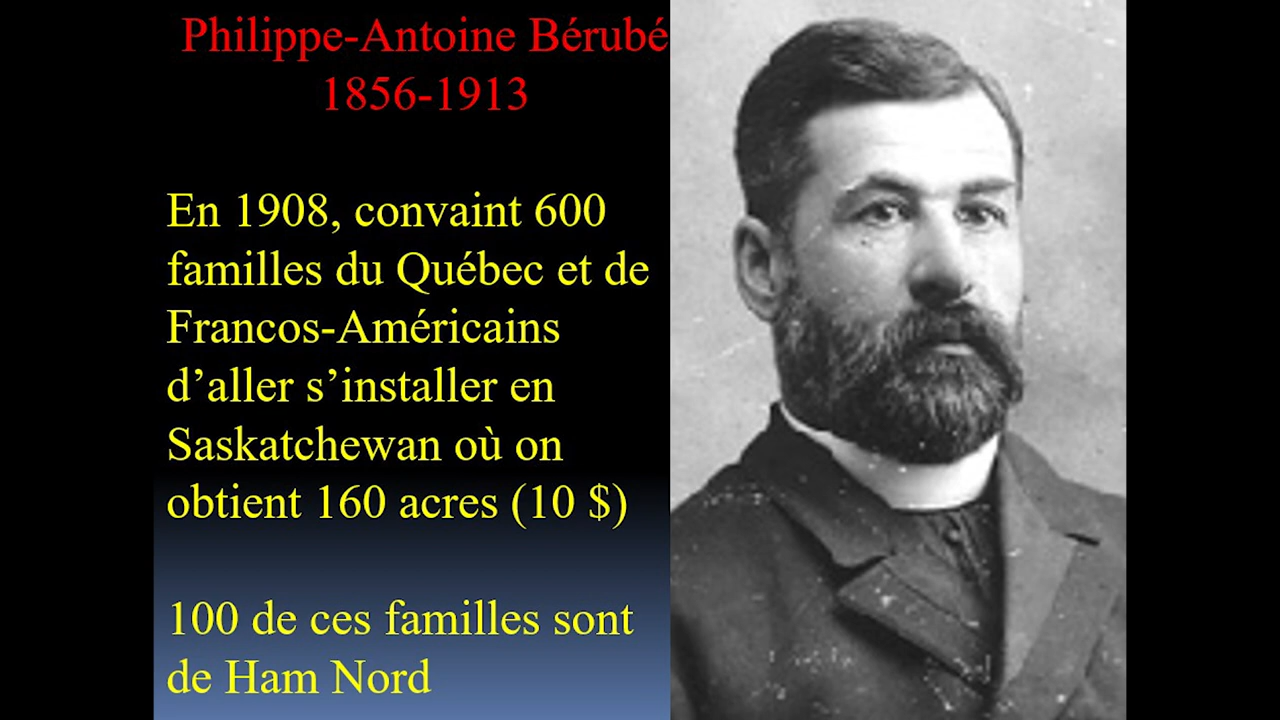 Philippe-Antoine Bérubé
1856-1913
En 1908, convaint 600
familles du Québec et de
Francos-Américains
d’aller s’installer en
Saskatchewan où on
obtient 160 acres (10 $)
100 de ces familles sont
de Ham Nord